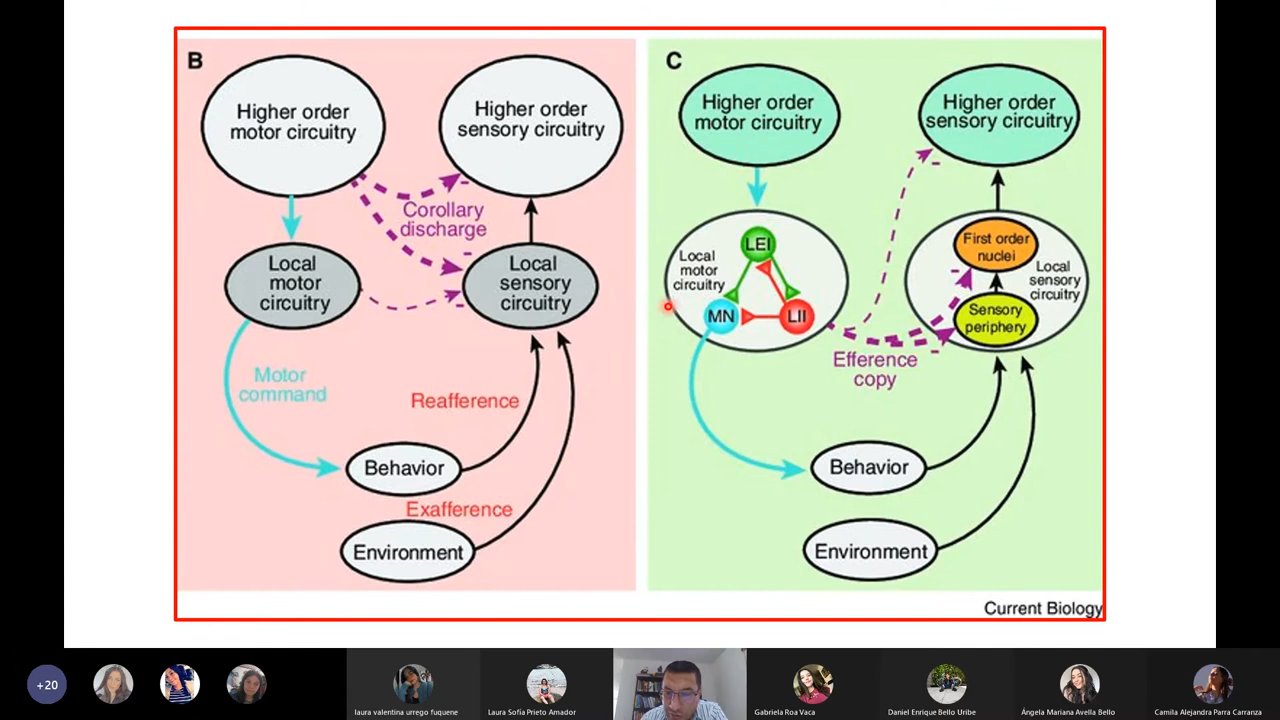 B
Higher order
motor circuitry
Higher order
sensory circuitry
Corollary
discharge
-
-
-
Local
motor
circuitry
Local
sensory
circuitry
Motor
command
Reafference
Behavior
Exafference
Environment
C
Higher order
motor circuitry
Higher order
sensory circuitry
-
Local
motor
circuitry
LEI
MN
LII
First order
nuclei
Local
sensory
circuitry
Sensory
periphery
-
-
Efference
copy
Behavior
Environment
Current Biology
+20
laura valentina urrego fuquene
Laura Sofía Prieto Amador
Gabriela Roa Vaca
Daniel Enrique Bello Uribe
Ángela Mariana Avella Bello
Camila Alejandra Parra Carranza